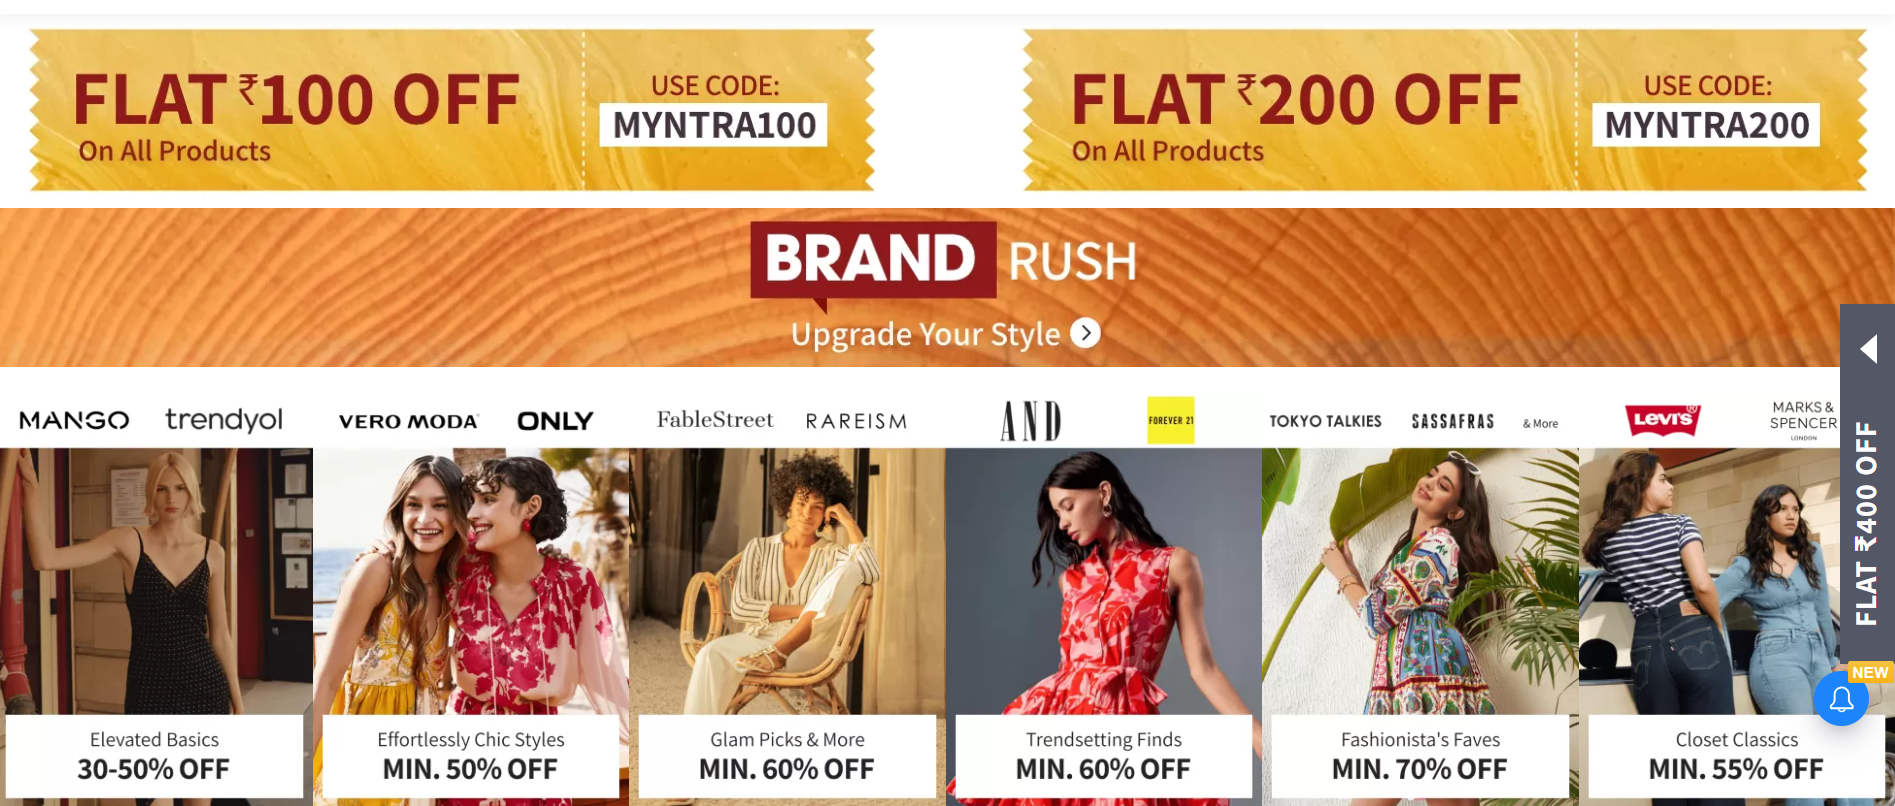 FLAT ₹100 OFF
On All Products
USE CODE:
MYNTRA100
FLAT ₹200 OFF
On All Products
USE CODE:
MYNTRA200
BRAND RUSH
Upgrade Your Style
MANGO
trendyol
VERO MODA
ONLY
FableStreet
RAREISM
AND
FOREVER 21
TOKYO TALKIES
SASSAFRAS
& More
LEVI'S®
MARKS &
SPENCER
LONDON
FLAT ₹400 OFF
NEW
Elevated Basics
30-50% OFF
Effortlessly Chic Styles
MIN. 50% OFF
Glam Picks & More
MIN. 60% OFF
Trendsetting Finds
MIN. 60% OFF
Fashionista's Faves
MIN. 70% OFF
Closet Classics
MIN. 55% OFF